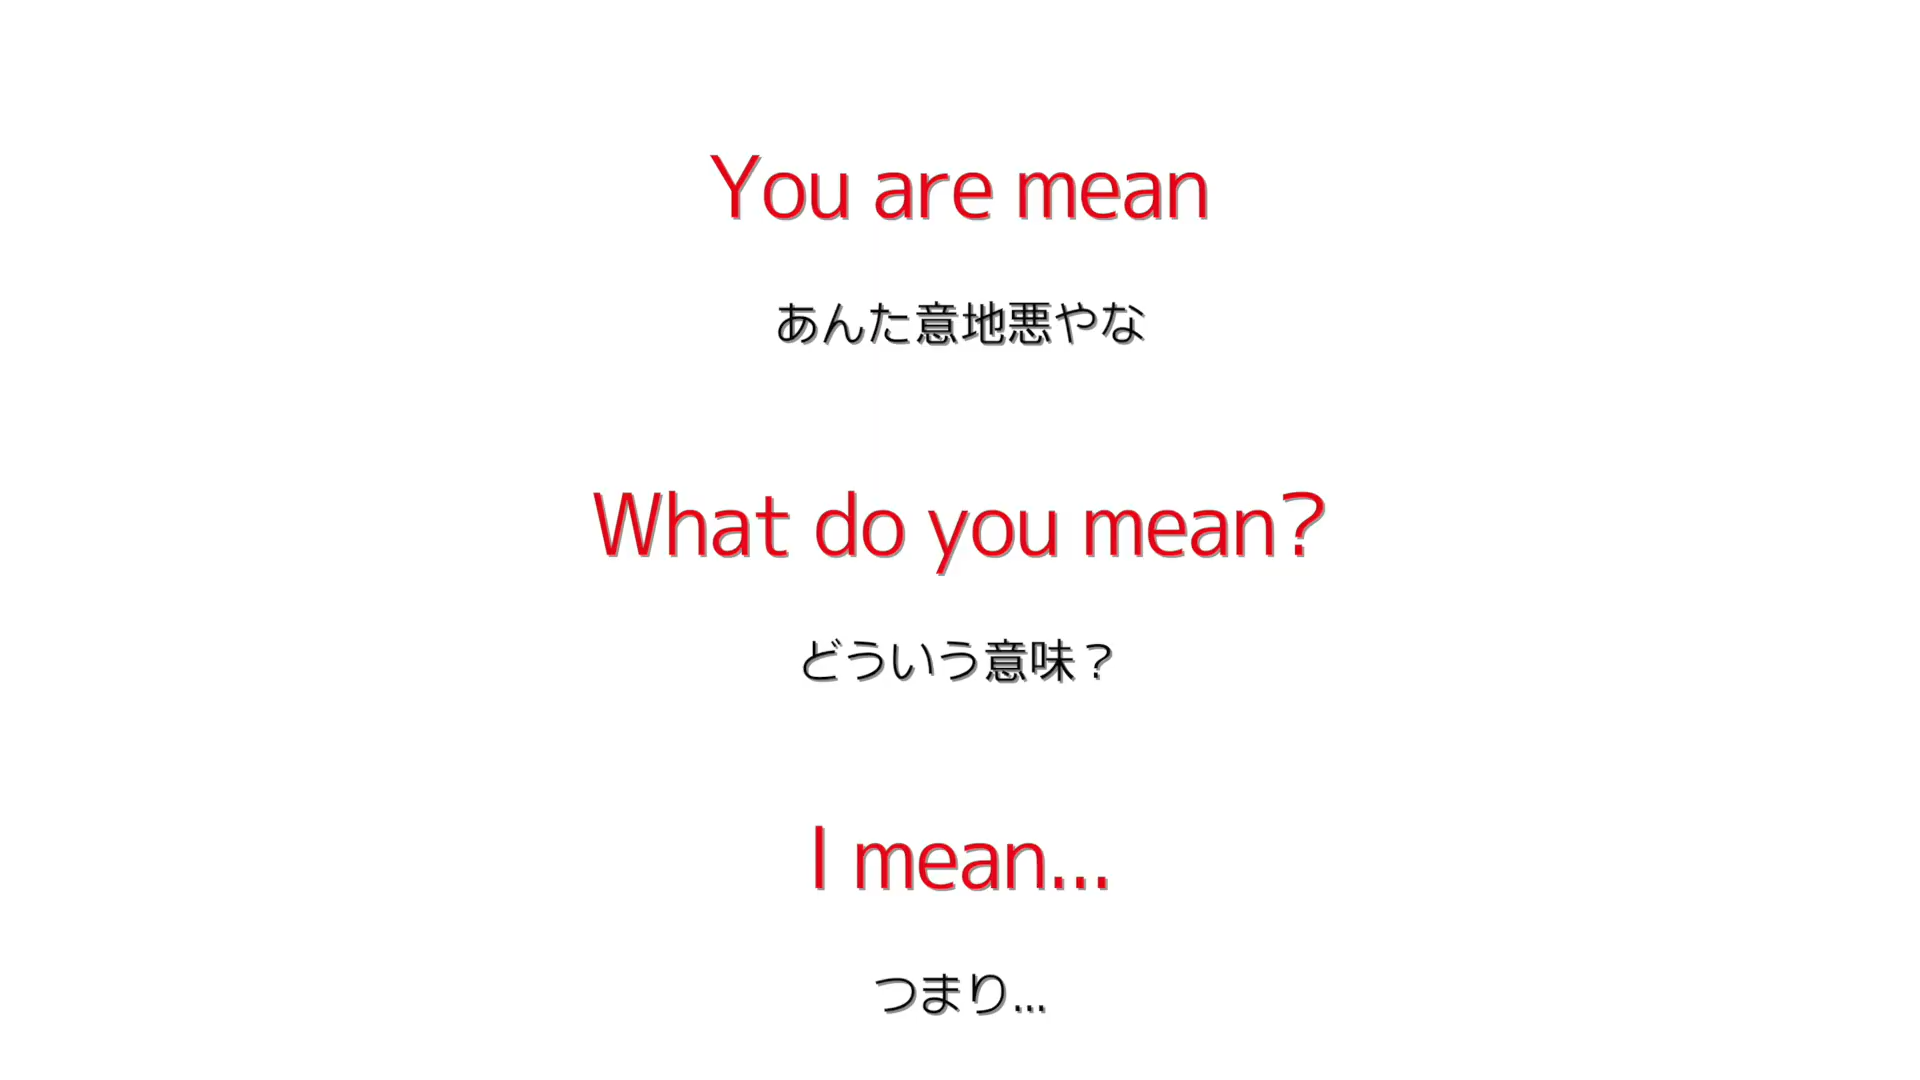 You are mean
あんた意地悪やな
What do you mean?
どういう意味？
I mean...
つまり...